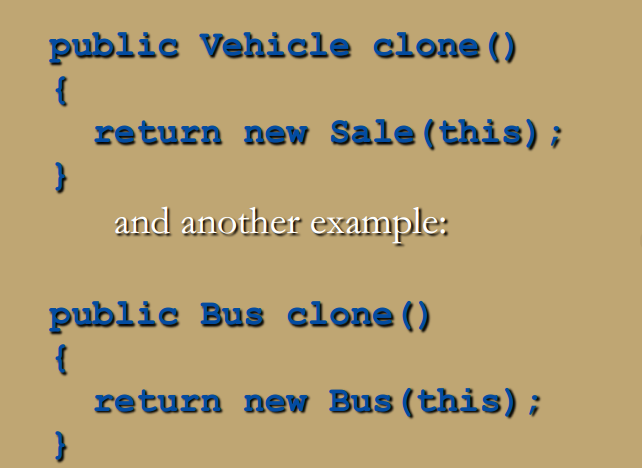 public Vehicle clone()
{
return new Sale(this);
}
and another example:
public Bus clone()
{
return new Bus(this);
}